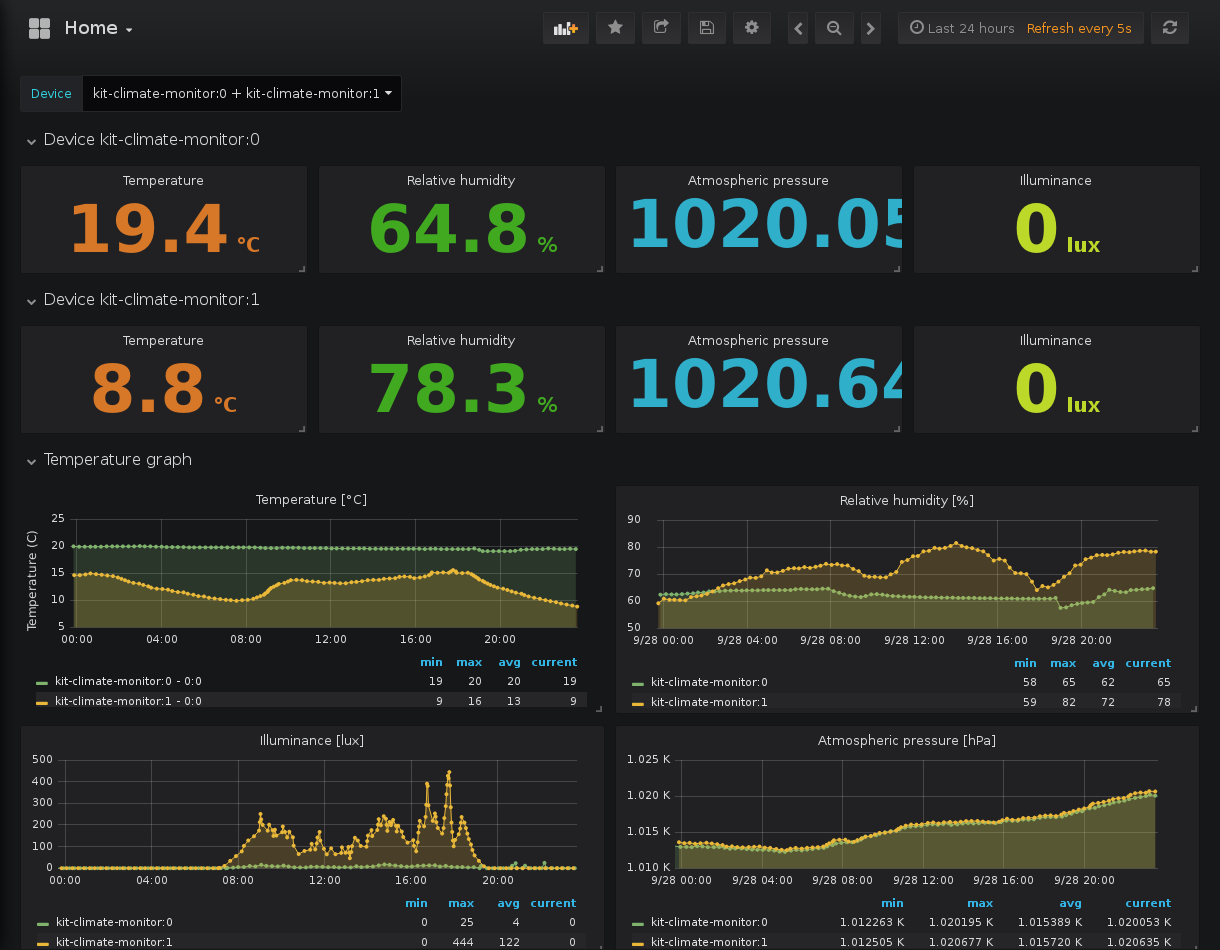 Home
Last 24 hours Refresh every 5s
Device kit-climate-monitor:0 + kit-climate-monitor:1
Device kit-climate-monitor:0
Temperature Relative humidity Atmospheric pressure Illuminance
19.4 °C 64.8 % 1020.05 0 lux
Device kit-climate-monitor:1
Temperature Relative humidity Atmospheric pressure Illuminance
8.8 °C 78.3 % 1020.64 0 lux
Temperature graph
Temperature [°C]
Temperature (C)
25
20
15
10
5
00:00 04:00 08:00 12:00 16:00 20:00
min max avg current
kit-climate-monitor:0 - 0:0 19 20 20 19
kit-climate-monitor:1 - 0:0 9 16 13 9
Relative humidity [%]
90
80
70
60
50
9/28 00:00 9/28 04:00 9/28 08:00 9/28 12:00 9/28 16:00 9/28 20:00
min max avg current
kit-climate-monitor:0 58 65 62 65
kit-climate-monitor:1 59 82 72 78
Illuminance [lux]
500
400
300
200
100
0
00:00 04:00 08:00 12:00 16:00 20:00
min max avg current
kit-climate-monitor:0 0 25 4 0
kit-climate-monitor:1 0 444 122 0
Atmospheric pressure [hPa]
1.025 K
1.020 K
1.015 K
1.010 K
9/28 00:00 9/28 04:00 9/28 08:00 9/28 12:00 9/28 16:00 9/28 20:00
min max avg current
kit-climate-monitor:0 1.012263 K 1.020195 K 1.015389 K 1.020053 K
kit-climate-monitor:1 1.012505 K 1.020677 K 1.015720 K 1.020635 K